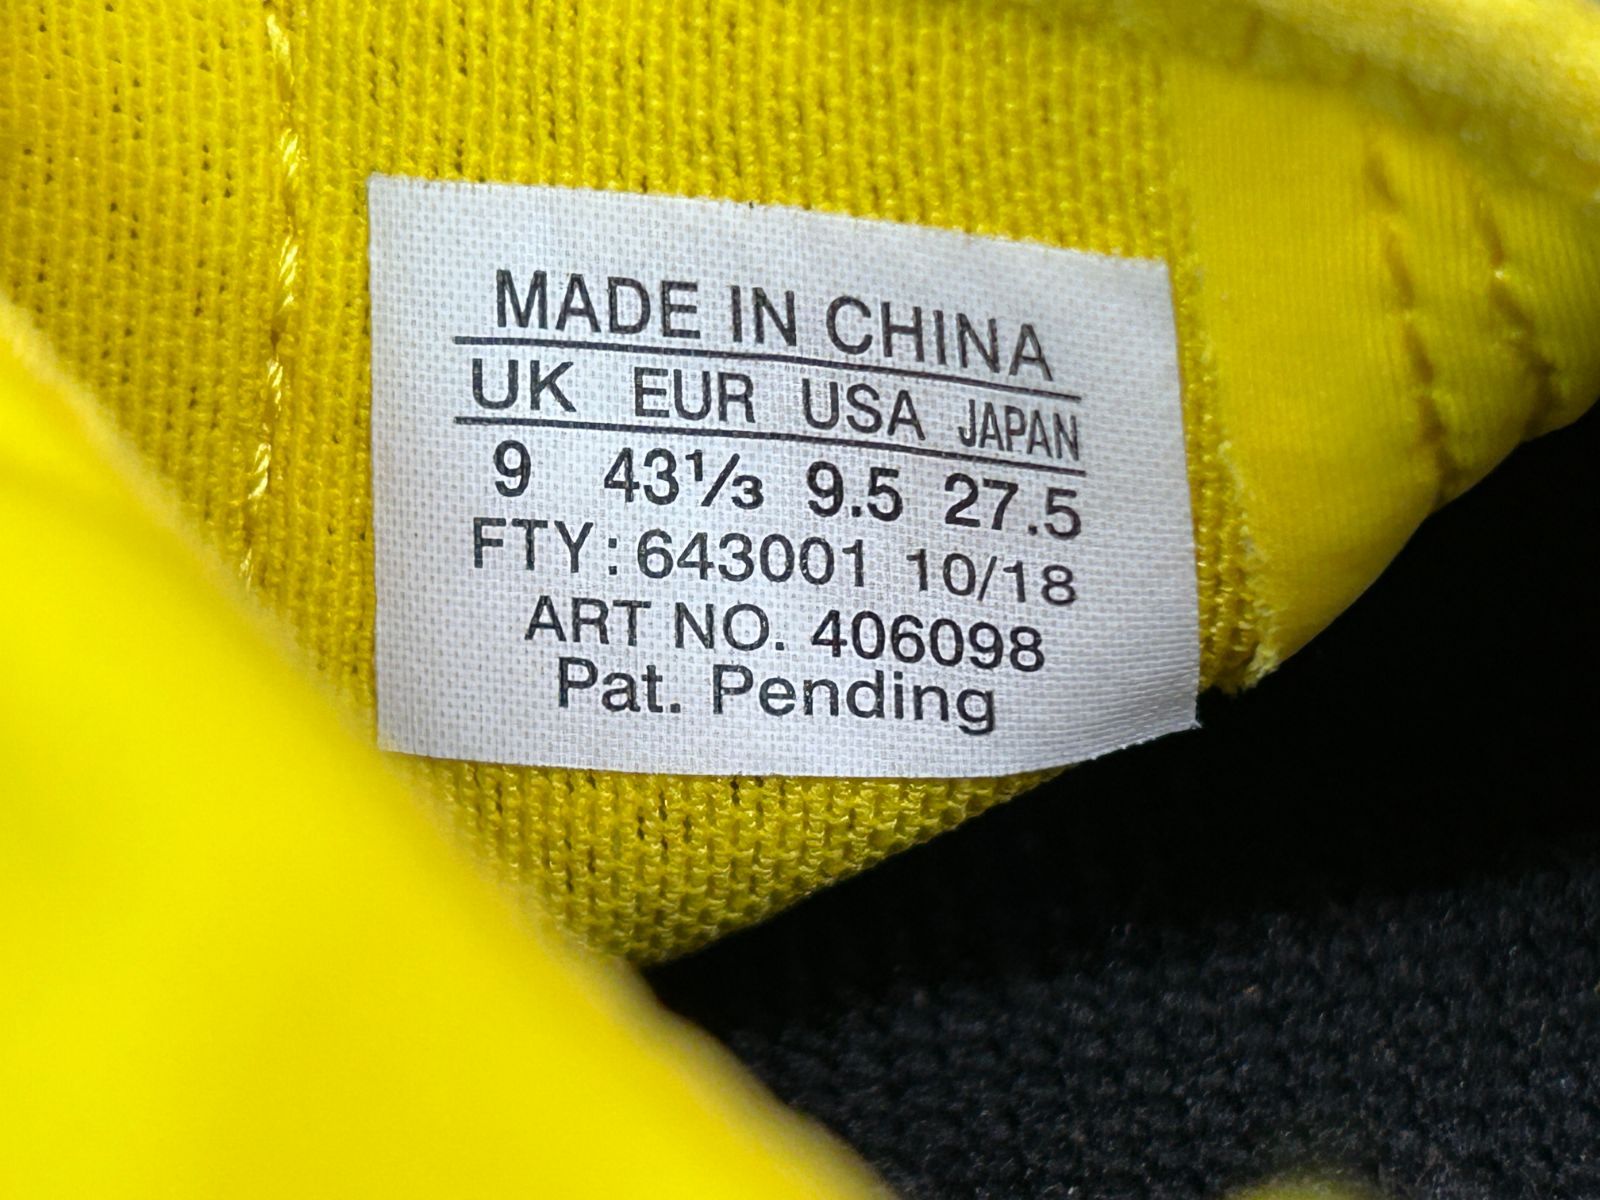 MADE IN CHINA
UK EUR USA JAPAN
9 43⅓ 9.5 27.5
FTY: 643001 10/18
ART NO. 406098
Pat. Pending